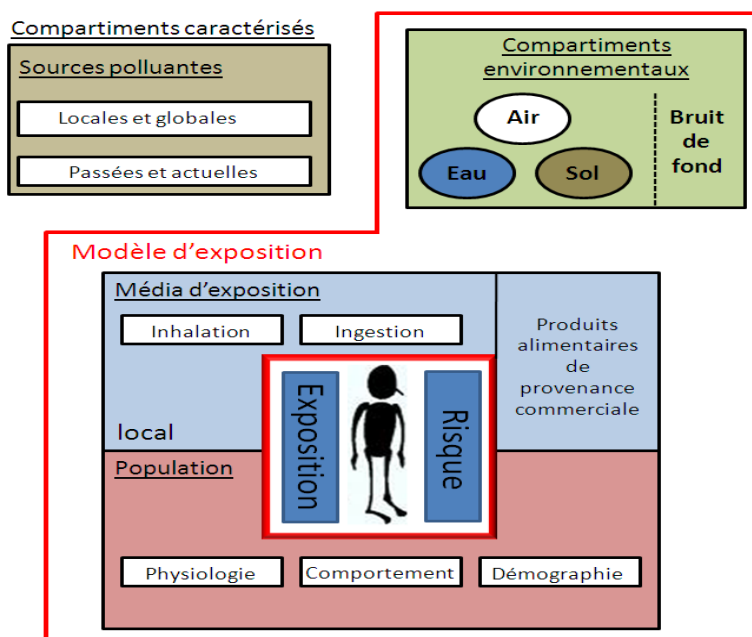 Compartiments caractérisés
Sources polluantes
Locales et globales
Passées et actuelles
Compartiments
environnementaux
Air
Eau
Sol
Bruit
de
fond
Modèle d'exposition
Média d'exposition
Inhalation
Ingestion
local
Produits
alimentaires
de
provenance
commerciale
Exposition
Risque
Population
Physiologie
Comportement
Démographie